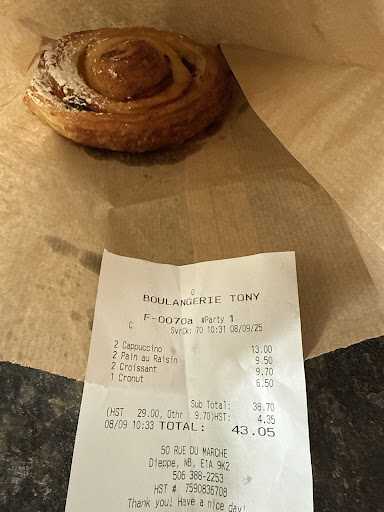 0
BOULANGERIE TONY
F-0070a #Party 1
C SvrCk: 70 10:31 08/09/25
2 Cappuccino 13.00
2 Pain au Raisin 9.50
2 Croissant 9.70
1 Cronut 6.50
Sub Total: 38.70
(HST 29.00, Othr 9.70)HST: 4.35
08/09 10:33 TOTAL: 43.05
50 RUE DU MARCHE
Dieppe, NB, E1A 9K2
506 388-2253
HST # 7590836708
Thank you! Have a nice day!